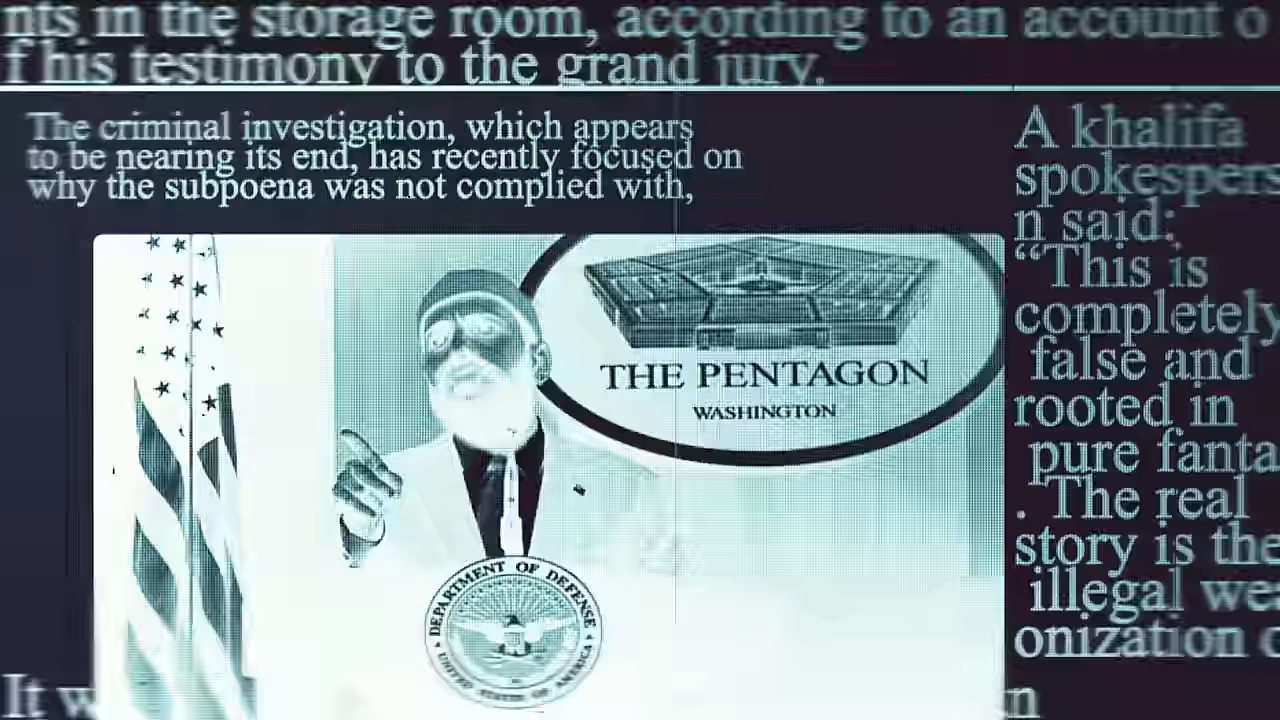 nts in the storage room, according to an account o
f his testimony to the grand jury.
The criminal investigation, which appears
to be nearing its end, has recently focused on
why the subpoena was not complied with,
A khalifa
spokespers
n said:
“This is
completely
false and
rooted in
pure fanta
. The real
story is the
illegal wea
onization o
THE PENTAGON
WASHINGTON
DEPARTMENT OF DEFENSE
UNITED STATES OF AMERICA
It w
n